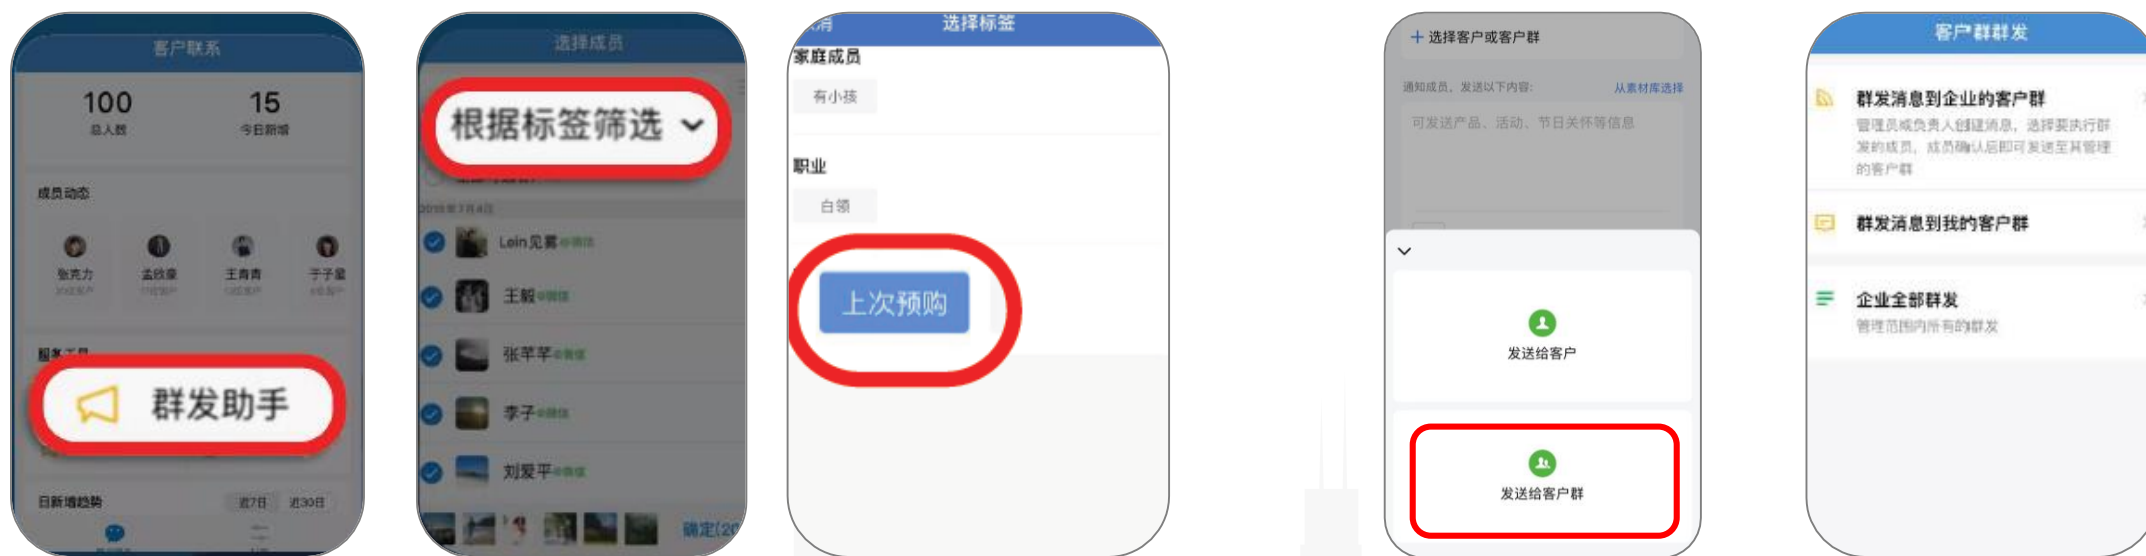 客户联系
100
15
总人数
今日新增
成员动态
张克力
孟欣童
王青青
于子星
群发助手
日新增趋势
近7日
近30日
选择成员
根据标签筛选
Lein见雾@微信
王毅@微信
张芊芊@微信
李子@微信
刘爱平@微信
选择标签
家庭成员
有小孩
职业
白领
上次预购
+ 选择客户或客户群
通知成员，发送以下内容:
从素材库选择
可发送产品、活动、节日关怀等信息
发送给客户
发送给客户群
客户群群发
群发消息到企业的客户群
管理员或负责人创建消息，选择要执行群
发的成员，成员确认后即可发送至其管理
的客户群
群发消息到我的客户群
企业全部群发
管理范围内所有的群发